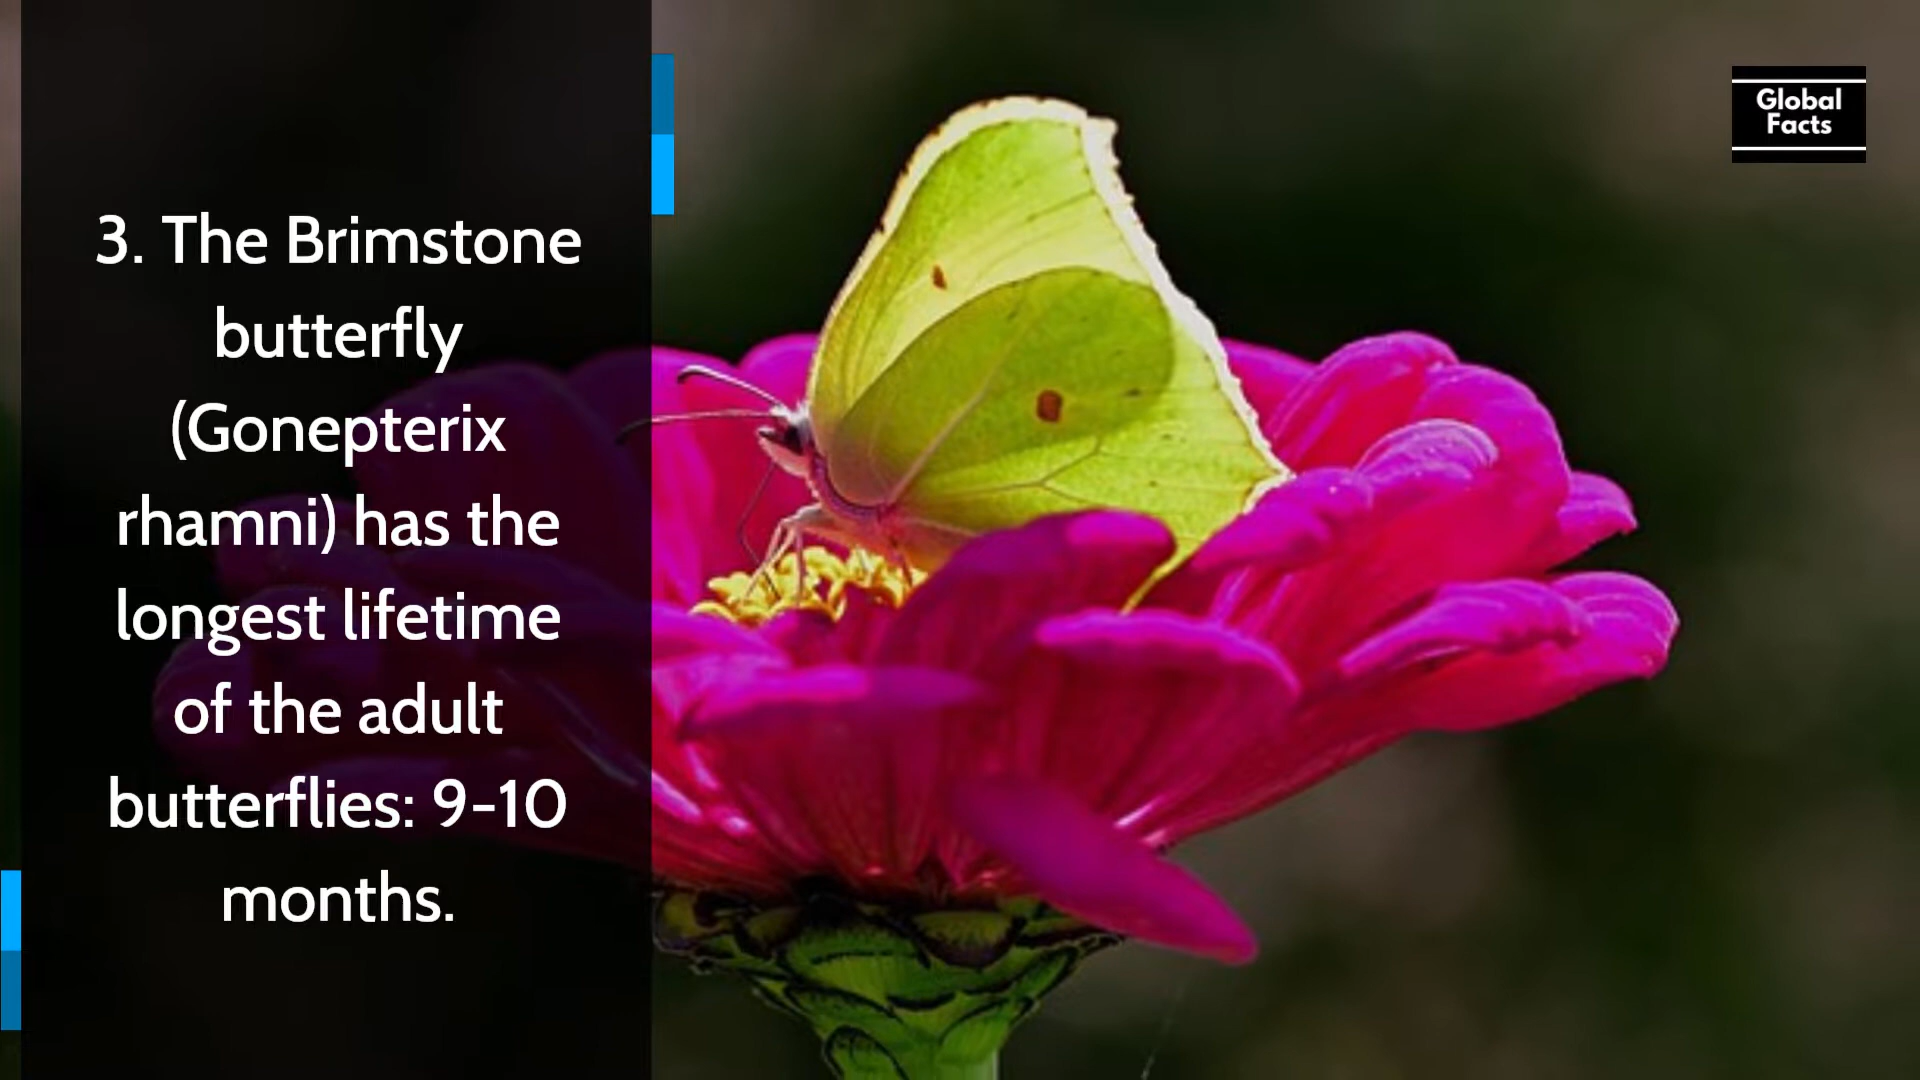 3. The Brimstone
butterfly
(Gonepterix
rhamni) has the
longest lifetime
of the adult
butterflies: 9-10
months.
Global
Facts